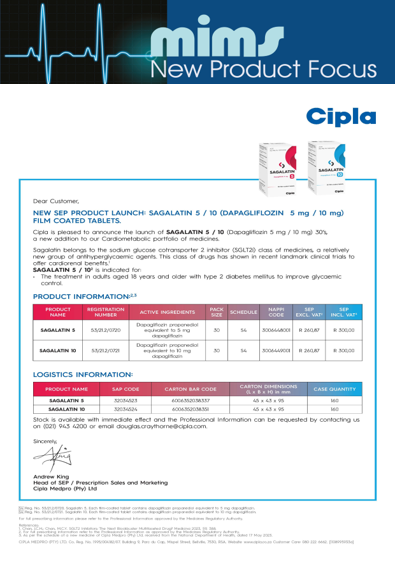 mims
New Product Focus
Cipla
SAGALATIN 5
SAGALATIN 10
Cipla
Cipla
Dear Customer,
NEW SEP PRODUCT LAUNCH: SAGALATIN 5 / 10 (DAPAGLIFLOZIN 5 mg / 10 mg)
FILM COATED TABLETS.
Cipla is pleased to announce the launch of SAGALATIN 5 / 10 (Dapagliflozin 5 mg / 10 mg) 30's,
a new addition to our Cardiometabolic portfolio of medicines.
Sagalatin belongs to the sodium glucose cotransporter 2 inhibitor (SGLT2i) class of medicines, a relatively
new group of antihyperglycaemic agents. This class of drugs has shown in recent landmark clinical trials to
offer cardiorenal benefits.¹
SAGALATIN 5 / 10² is indicated for:
- The treatment in adults aged 18 years and older with type 2 diabetes mellitus to improve glycaemic
control.
PRODUCT INFORMATION:²,³
PRODUCT NAME REGISTRATION NUMBER ACTIVE INGREDIENTS PACK SIZE SCHEDULE NAPPI CODE SEP EXCL. VAT* SEP INCL. VAT*
SAGALATIN 5 53/21.2/0720 Dapagliflozin propanediol equivalent to 5 mg dapagliflozin 30 S4 3006448001 R 260,87 R 300,00
SAGALATIN 10 53/21.2/0721 Dapagliflozin propanediol equivalent to 10 mg dapagliflozin 30 S4 3006449001 R 260,87 R 300,00
LOGISTICS INFORMATION:
PRODUCT NAME SAP CODE CARTON BAR CODE CARTON DIMENSIONS (L x B x H) in mm CASE QUANTITY
SAGALATIN 5 32034523 6006352038337 45 x 43 x 95 160
SAGALATIN 10 32034524 6006352038351 45 x 43 x 95 160
Stock is available with immediate effect and the Professional Information can be requested by contacting us
on (021) 943 4200 or email douglas.craythorne@cipla.com.
Sincerely,
Andrew King
Head of SEP / Prescription Sales and Marketing
Cipla Medpro (Pty) Ltd
For full prescribing information please refer to the Professional Information approved by the Medicines Regulatory Authority.
References: